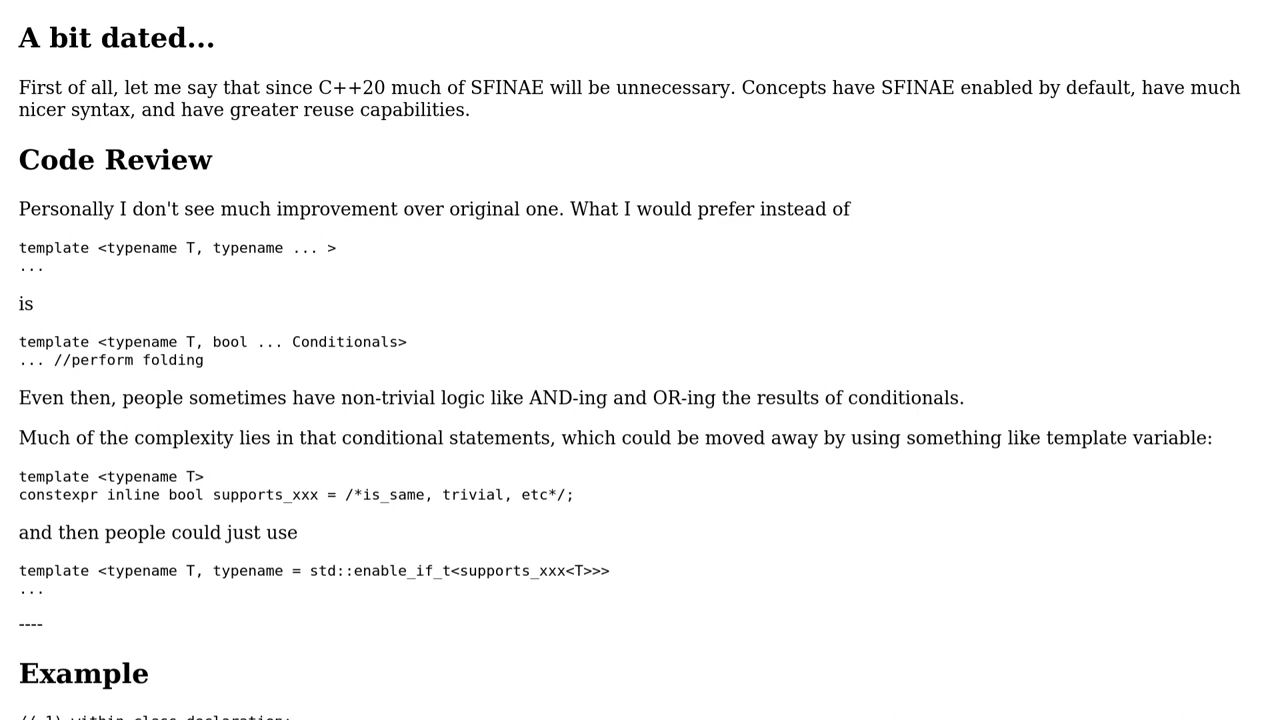 A bit dated...
First of all, let me say that since C++20 much of SFINAE will be unnecessary. Concepts have SFINAE enabled by default, have much
nicer syntax, and have greater reuse capabilities.
Code Review
Personally I don't see much improvement over original one. What I would prefer instead of
template <typename T, typename ... >
...
is
template <typename T, bool ... Conditionals>
... //perform folding
Even then, people sometimes have non-trivial logic like AND-ing and OR-ing the results of conditionals.
Much of the complexity lies in that conditional statements, which could be moved away by using something like template variable:
template <typename T>
constexpr inline bool supports_xxx = /*is_same, trivial, etc*/;
and then people could just use
template <typename T, typename = std::enable_if_t<supports_xxx<T>>>
...
----
Example
// 1) within class declaration: